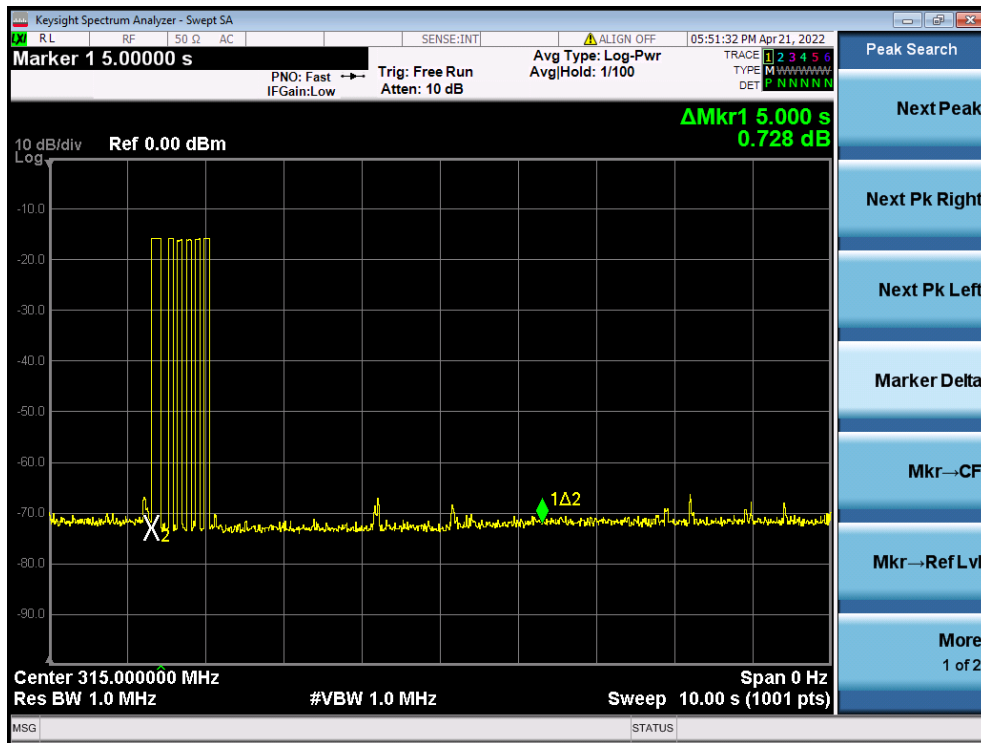 Keysight Spectrum Analyzer - Swept SA
LXI RL RF 50 Ω AC SENSE:INT ALIGN OFF 05:51:32 PM Apr 21, 2022
Marker 1 5.00000 s
PNO: Fast
IFGain:Low
Trig: Free Run
Atten: 10 dB
Avg Type: Log-Pwr
Avg|Hold: 1/100
TRACE 1 2 3 4 5 6
TYPE M WWWWW
DET P N N N N N
ΔMkr1 5.000 s
0.728 dB
10 dB/div Ref 0.00 dBm
Log
-10.0
-20.0
-30.0
-40.0
-50.0
-60.0
-70.0
-80.0
-90.0
1Δ2
2
Center 315.000000 MHz Span 0 Hz
Res BW 1.0 MHz #VBW 1.0 MHz Sweep 10.00 s (1001 pts)
MSG STATUS
Peak Search
Next Peak
Next Pk Right
Next Pk Left
Marker Delta
Mkr→CF
Mkr→Ref Lvl
More
1 of 2